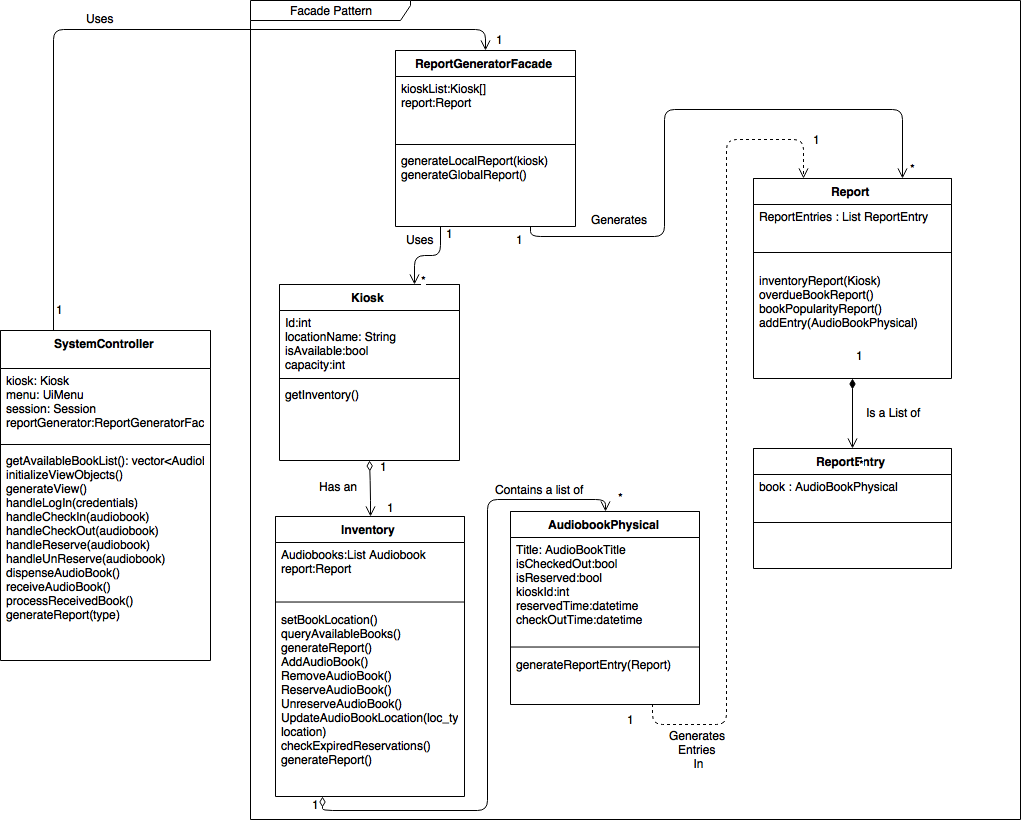 Facade Pattern
Uses
1
ReportGeneratorFacade
kioskList:Kiosk[]
report:Report
generateLocalReport(kiosk)
generateGlobalReport()
Uses
1
*
1
Generates
*
1
Report
ReportEntries : List ReportEntry
inventoryReport(Kiosk)
overdueBookReport()
bookPopularityReport()
addEntry(AudioBookPhysical)
1
Is a List of
ReportEntry
book : AudioBookPhysical
Kiosk
Id:int
locationName: String
isAvailable:bool
capacity:int
getInventory()
1
Has an
1
1
SystemController
kiosk: Kiosk
menu: UiMenu
session: Session
reportGenerator:ReportGeneratorFac
getAvailableBookList(): vector<Audiol
initializeViewObjects()
generateView()
handleLogIn(credentials)
handleCheckIn(audiobook)
handleCheckOut(audiobook)
handleReserve(audiobook)
handleUnReserve(audiobook)
dispenseAudioBook()
receiveAudioBook()
processReceivedBook()
generateReport(type)
Inventory
Audiobooks:List Audiobook
report:Report
setBookLocation()
queryAvailableBooks()
generateReport()
AddAudioBook()
RemoveAudioBook()
ReserveAudioBook()
UnreserveAudioBook()
UpdateAudioBookLocation(loc_ty
location)
checkExpiredReservations()
generateReport()
1
Contains a list of
*
AudiobookPhysical
Title: AudioBookTitle
isCheckedOut:bool
isReserved:bool
kioskId:int
reservedTime:datetime
checkOutTime:datetime
generateReportEntry(Report)
1
Generates
Entries
In